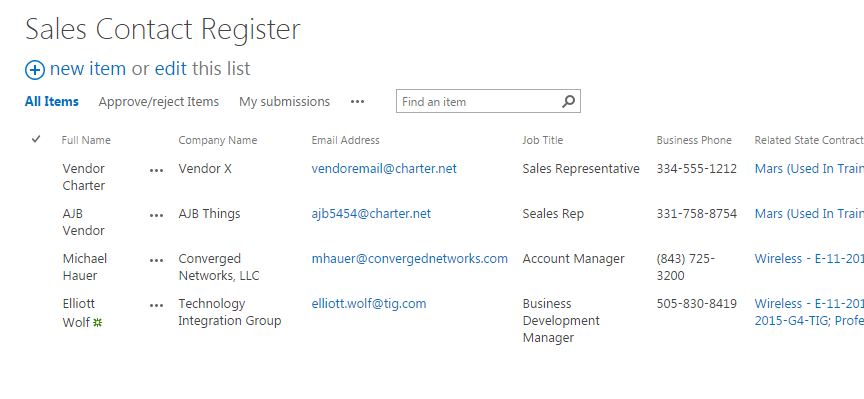 Sales Contact Register
new item or edit this list
All Items Approve/reject Items My submissions ••• Find an item
Full Name Company Name Email Address Job Title Business Phone Related State Contract
Vendor ••• Vendor X vendoremail@charter.net Sales Representative 334-555-1212 Mars (Used In Train
Charter
AJB ••• AJB Things ajb5454@charter.net Seales Rep 331-758-8754 Mars (Used In Train
Vendor
Michael ••• Converged mhauer@convergednetworks.com Account Manager (843) 725- Wireless - E-11-201
Hauer Networks, LLC 3200
Elliott ••• Technology elliott.wolf@tig.com Business 505-830-8419 Wireless - E-11-201
Wolf Integration Group Development 2015-G4-TIG; Profe
Manager